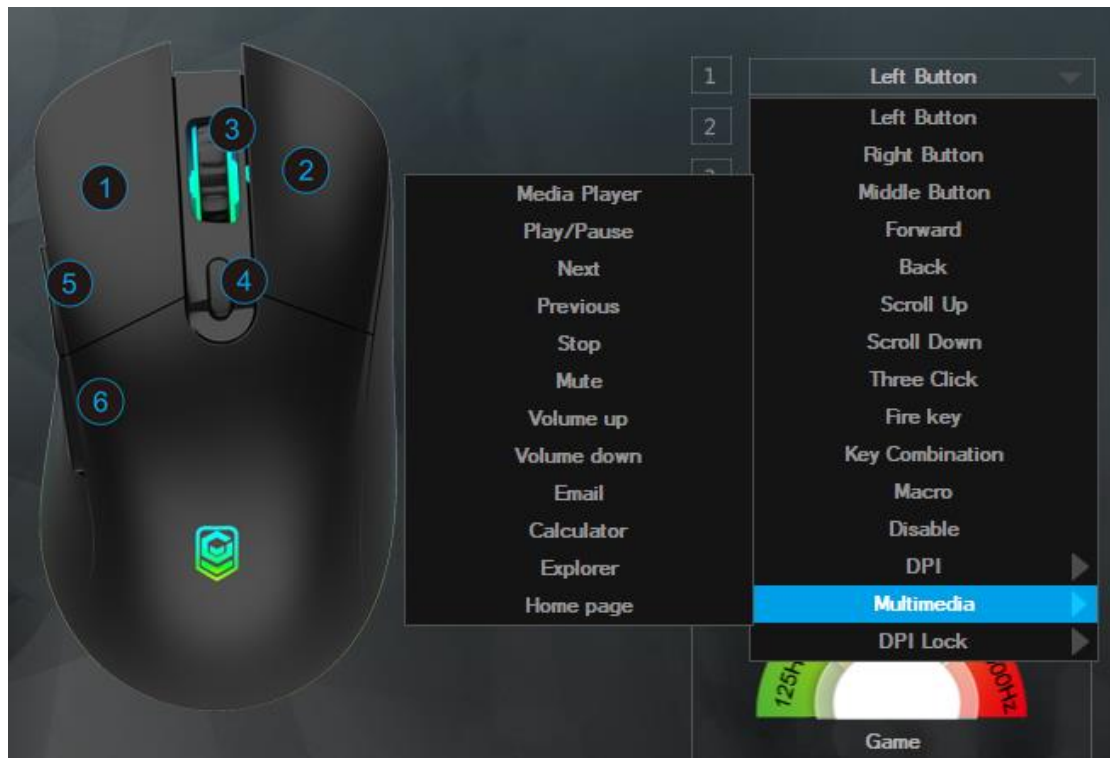 1
2
3
4
5
6
1
Left Button
2
Left Button
Right Button
Middle Button
Forward
Back
Scroll Up
Scroll Down
Three Click
Fire key
Key Combination
Macro
Disable
DPI
Multimedia
DPI Lock
Media Player
Play/Pause
Next
Previous
Stop
Mute
Volume up
Volume down
Email
Calculator
Explorer
Home page
125H
00Hz
Game